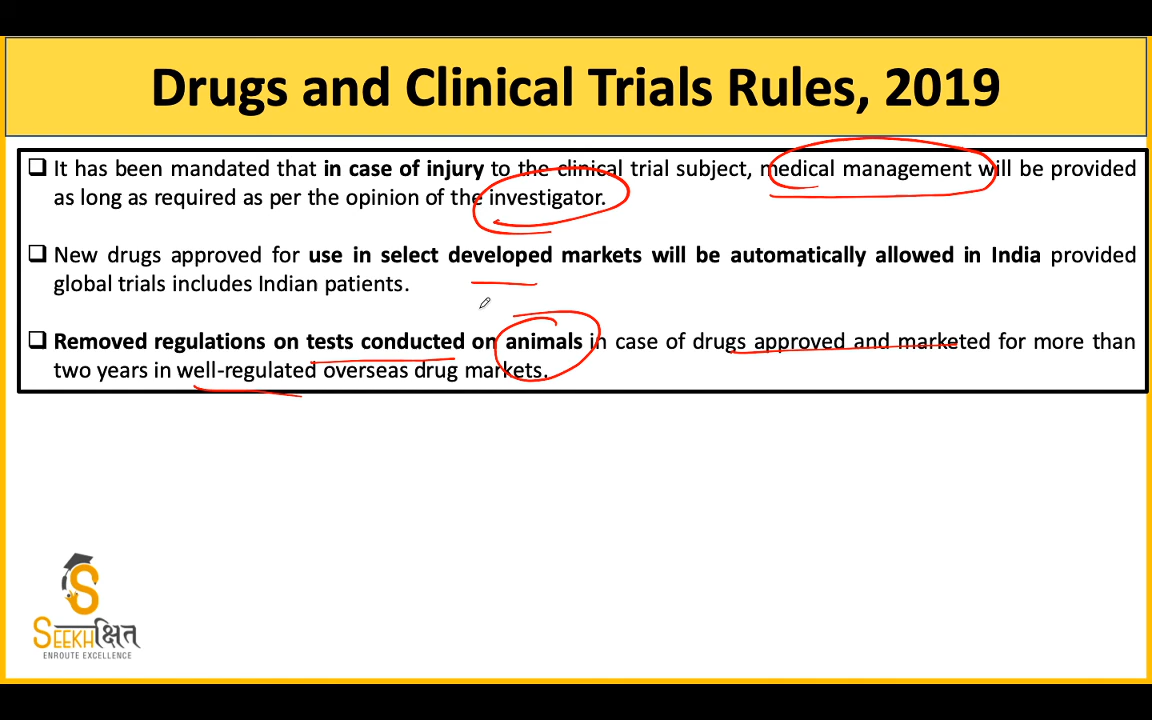 Drugs and Clinical Trials Rules, 2019
❑ It has been mandated that in case of injury to the clinical trial subject, medical management will be provided
as long as required as per the opinion of the investigator.
❑ New drugs approved for use in select developed markets will be automatically allowed in India provided
global trials includes Indian patients.
❑ Removed regulations on tests conducted on animals in case of drugs approved and marketed for more than
two years in well-regulated overseas drug markets.
S
SEEKHक्षित
ENROUTE EXCELLENCE